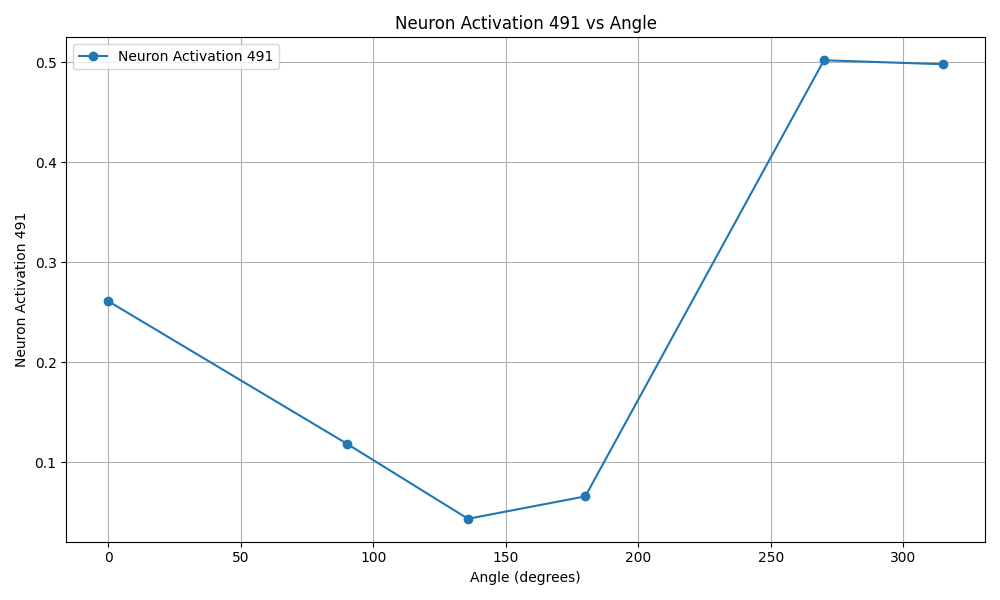 Neuron Activation 491 vs Angle
Neuron Activation 491
0.5
0.4
0.3
0.2
0.1
Neuron Activation 491
0 50 100 150 200 250 300
Angle (degrees)